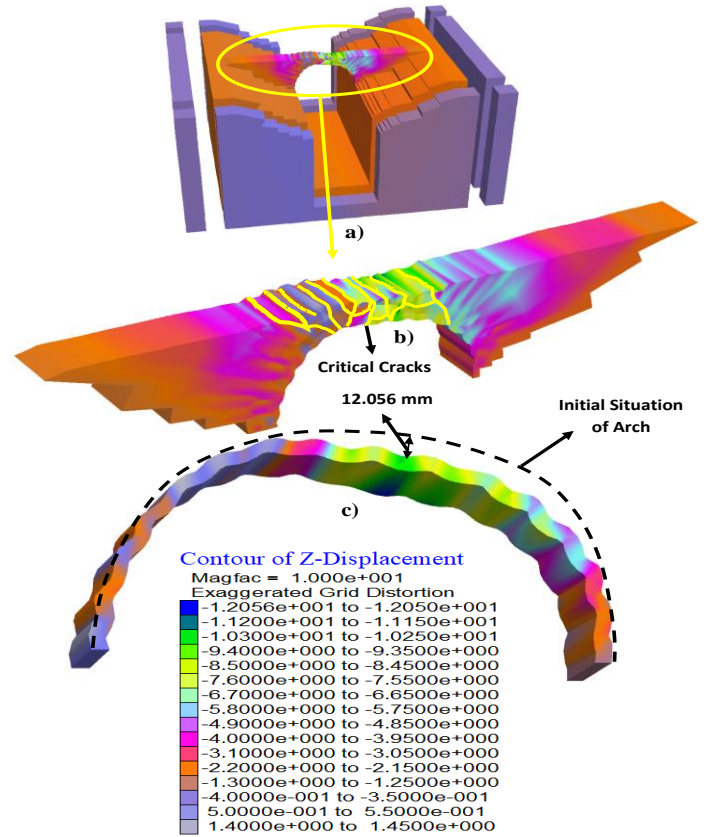 a)
b)
Critical Cracks
12.056 mm
Initial Situation
of Arch
c)
Contour of Z-Displacement
Magfac = 1.000e+001
Exaggerated Grid Distortion
-1.2056e+001 to -1.2050e+001
-1.1200e+001 to -1.1150e+001
-1.0300e+001 to -1.0250e+001
-9.4000e+000 to -9.3500e+000
-8.5000e+000 to -8.4500e+000
-7.6000e+000 to -7.5500e+000
-6.7000e+000 to -6.6500e+000
-5.8000e+000 to -5.7500e+000
-4.9000e+000 to -4.8500e+000
-4.0000e+000 to -3.9500e+000
-3.1000e+000 to -3.0500e+000
-2.2000e+000 to -2.1500e+000
-1.3000e+000 to -1.2500e+000
-4.0000e-001 to -3.5000e-001
5.0000e-001 to 5.5000e-001
1.4000e+000 to 1.4500e+000